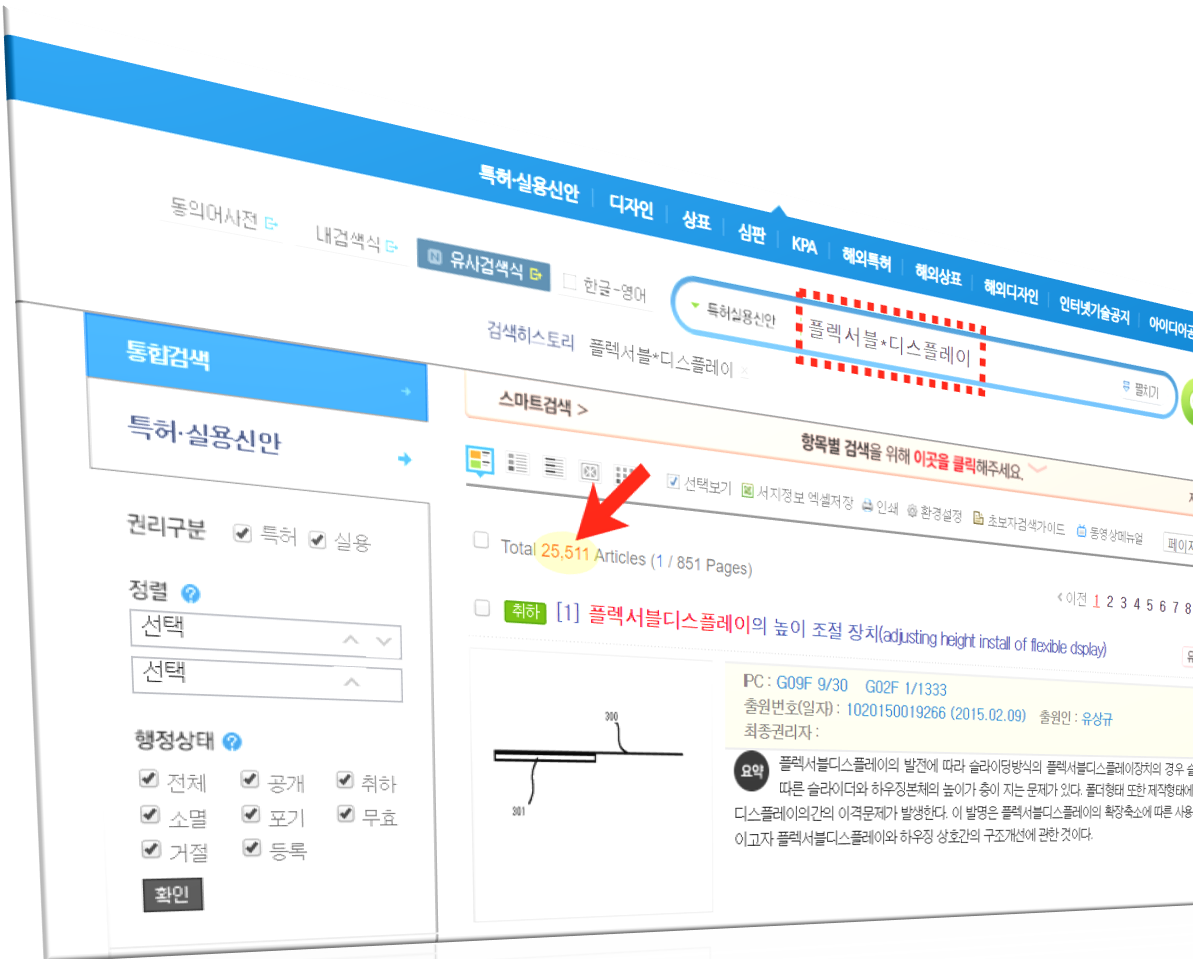 특허·실용신안 디자인 상표 심판 KPA 해외특허 해외상표 해외디자인 인터넷기술공지
동의어사전 내검색식 N 유사검색식 한글-영어 특허실용신안 플렉서블*디스플레이 펼치기
검색히스토리 플렉서블*디스플레이 ×
통합검색
특허·실용신안
스마트검색 >
항목별 검색을 위해 이곳을 클릭해주세요.
선택보기 서지정보 엑셀저장 인쇄 환경설정 초보자검색가이드 동영상매뉴얼
권리구분 특허 실용
Total 25,511 Articles (1 / 851 Pages)
<이전 1 2 3 4 5 6 7 8
정렬 ?
선택
선택
취하 [1] 플렉서블디스플레이의 높이 조절 장치(adjusting height install of flexible dsplay)
행정상태 ?
전체 공개 취하
소멸 포기 무효
거절 등록
확인
300
301
IPC : G09F 9/30 G02F 1/1333
출원번호(일자) : 1020150019266 (2015.02.09) 출원인 : 유상규
최종권리자 :
요약
플렉서블디스플레이의 발전에 따라 슬라이딩방식의 플렉서블디스플레이장치의 경우
따른 슬라이더와 하우징본체의 높이가 층이 지는 문제가 있다. 폴더형태 또한 제작형태에
디스플레이의간의 이격문제가 발생한다. 이 발명은 플렉서블디스플레이의 확장축소에 따른 사용
이고자 플렉서블디스플레이와 하우징 상호간의 구조개선에 관한 것이다.